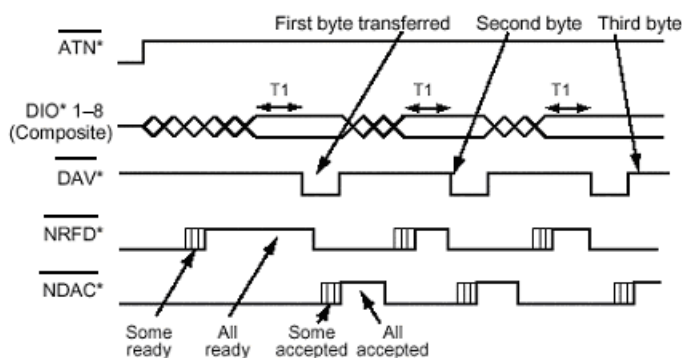 First byte transferred Second byte Third byte
ATN*
T1 T1 T1
DIO* 1–8
(Composite)
DAV*
NRFD*
NDAC*
Some All Some All
ready ready accepted accepted